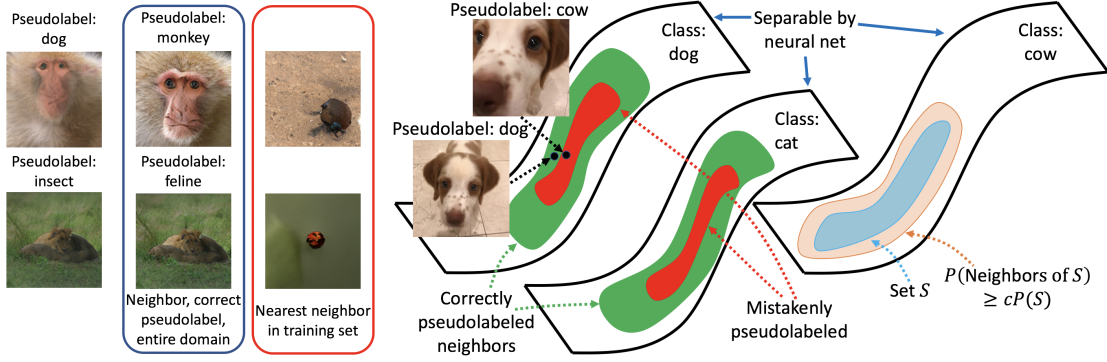 Pseudolabel:
dog
Pseudolabel:
monkey
Pseudolabel:
insect
Pseudolabel:
feline
Neighbor, correct
pseudolabel,
entire domain
Nearest neighbor
in training set
Pseudolabel: cow
Pseudolabel: dog
Class:
dog
Separable by
neural net
Class:
cow
Class:
cat
Correctly
pseudolabeled
neighbors
Mistakenly
pseudolabeled
Set S
P(Neighbors of S)
≥ cP(S)